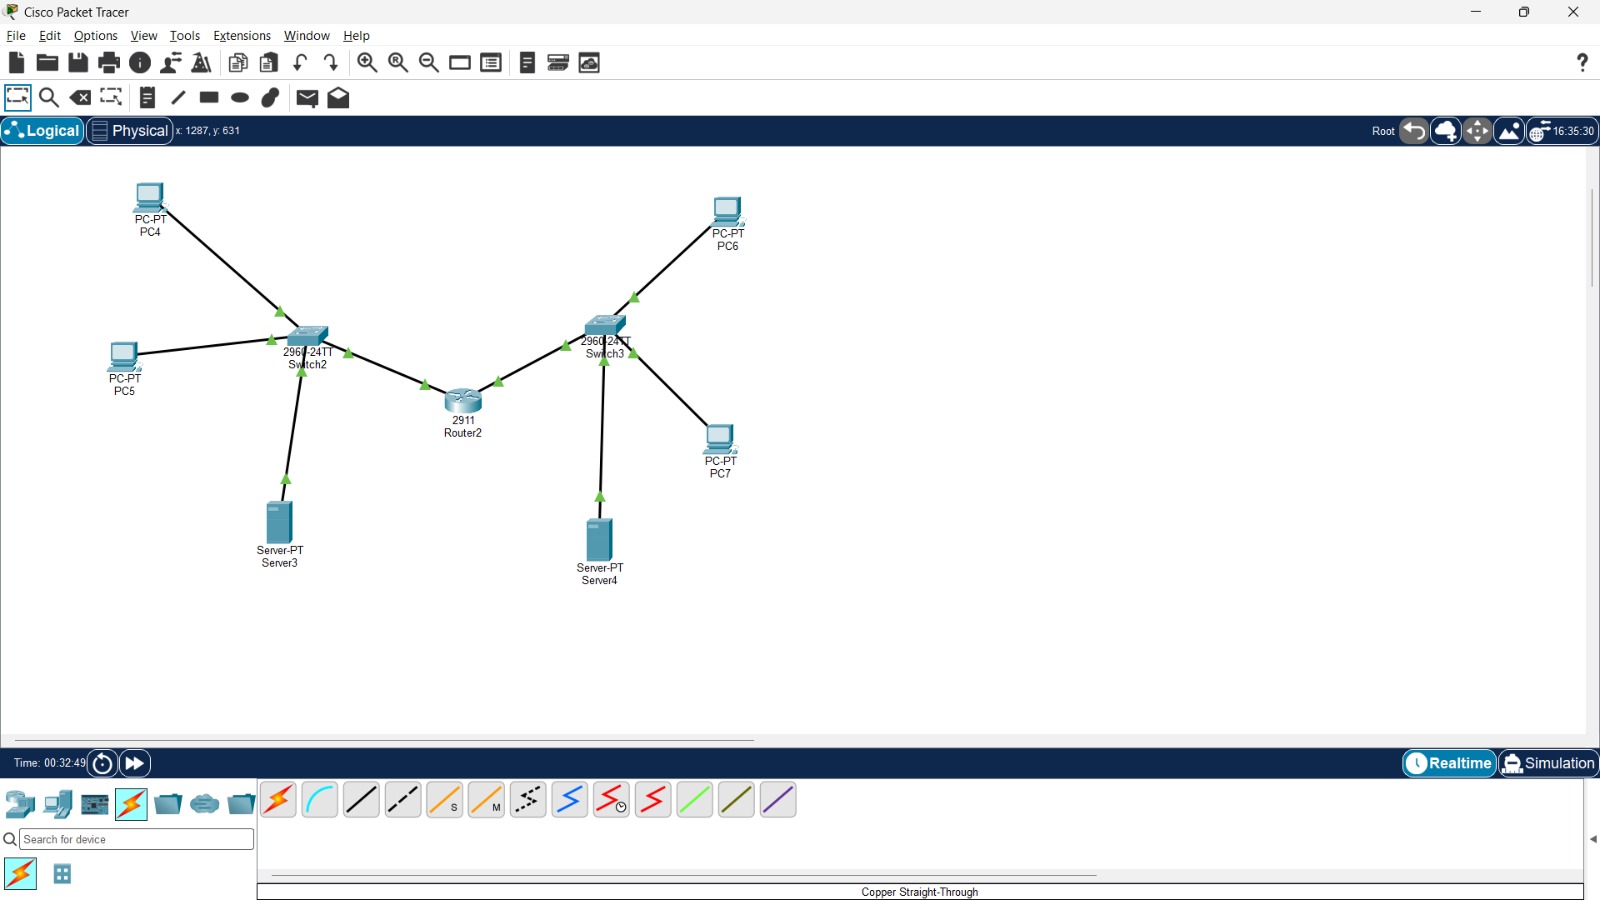 Cisco Packet Tracer
File Edit Options View Tools Extensions Window Help
Logical Physical x: 1287, y: 631 Root 16:35:30
PC-PT
PC4
PC-PT
PC6
2960-24TT
Switch2
2960-24TT
Switch3
PC-PT
PC5
2911
Router2
PC-PT
PC7
Server-PT
Server3
Server-PT
Server4
Time: 00:32:49 Realtime Simulation
S M
Search for device
Copper Straight-Through